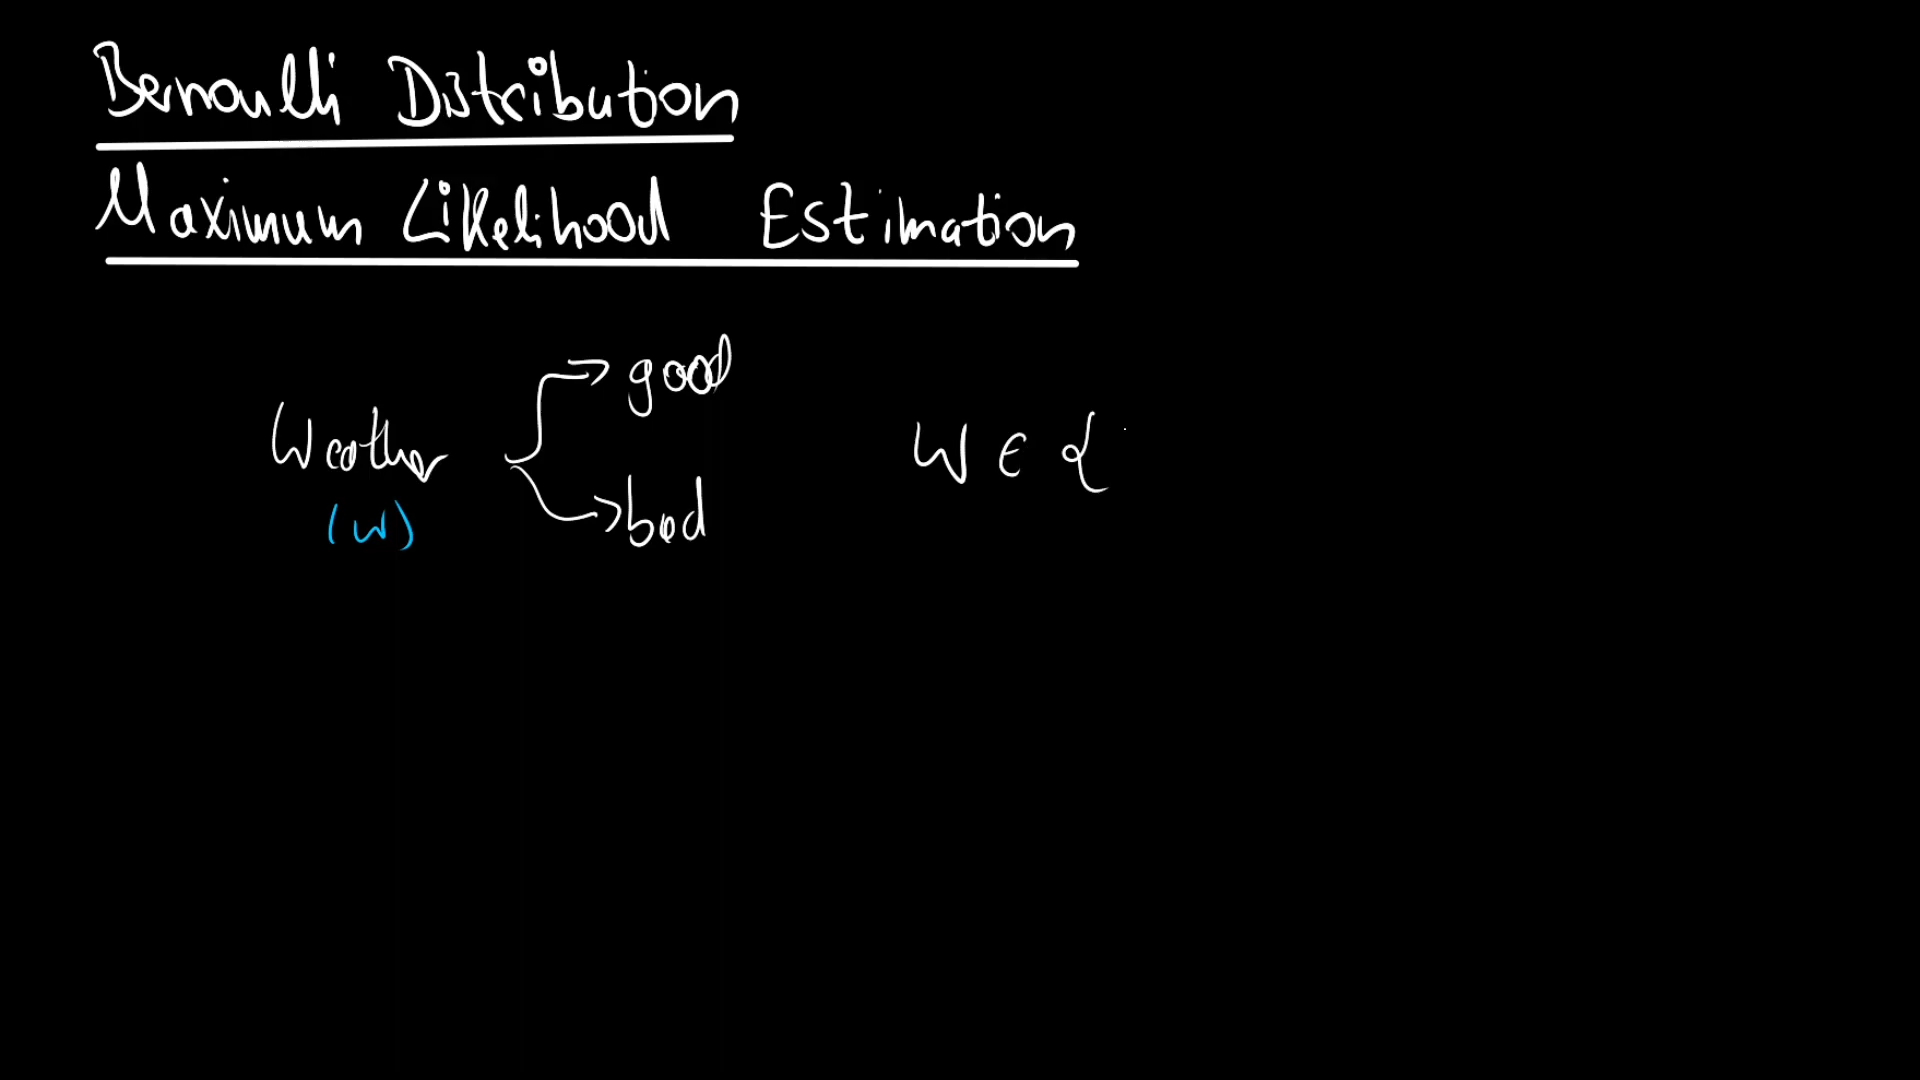 Bernoulli Distribution
Maximum Likelihood Estimation
good
Weather
W ∈ {
(W)
bad